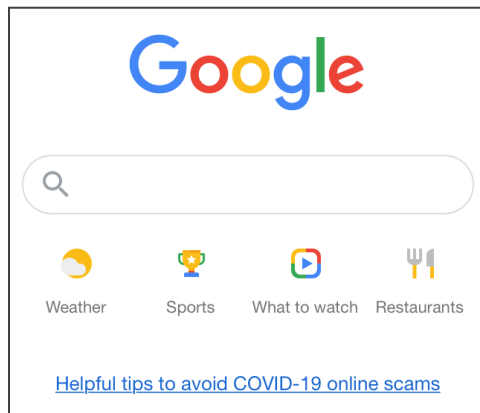 Google
Weather Sports What to watch Restaurants
Helpful tips to avoid COVID-19 online scams